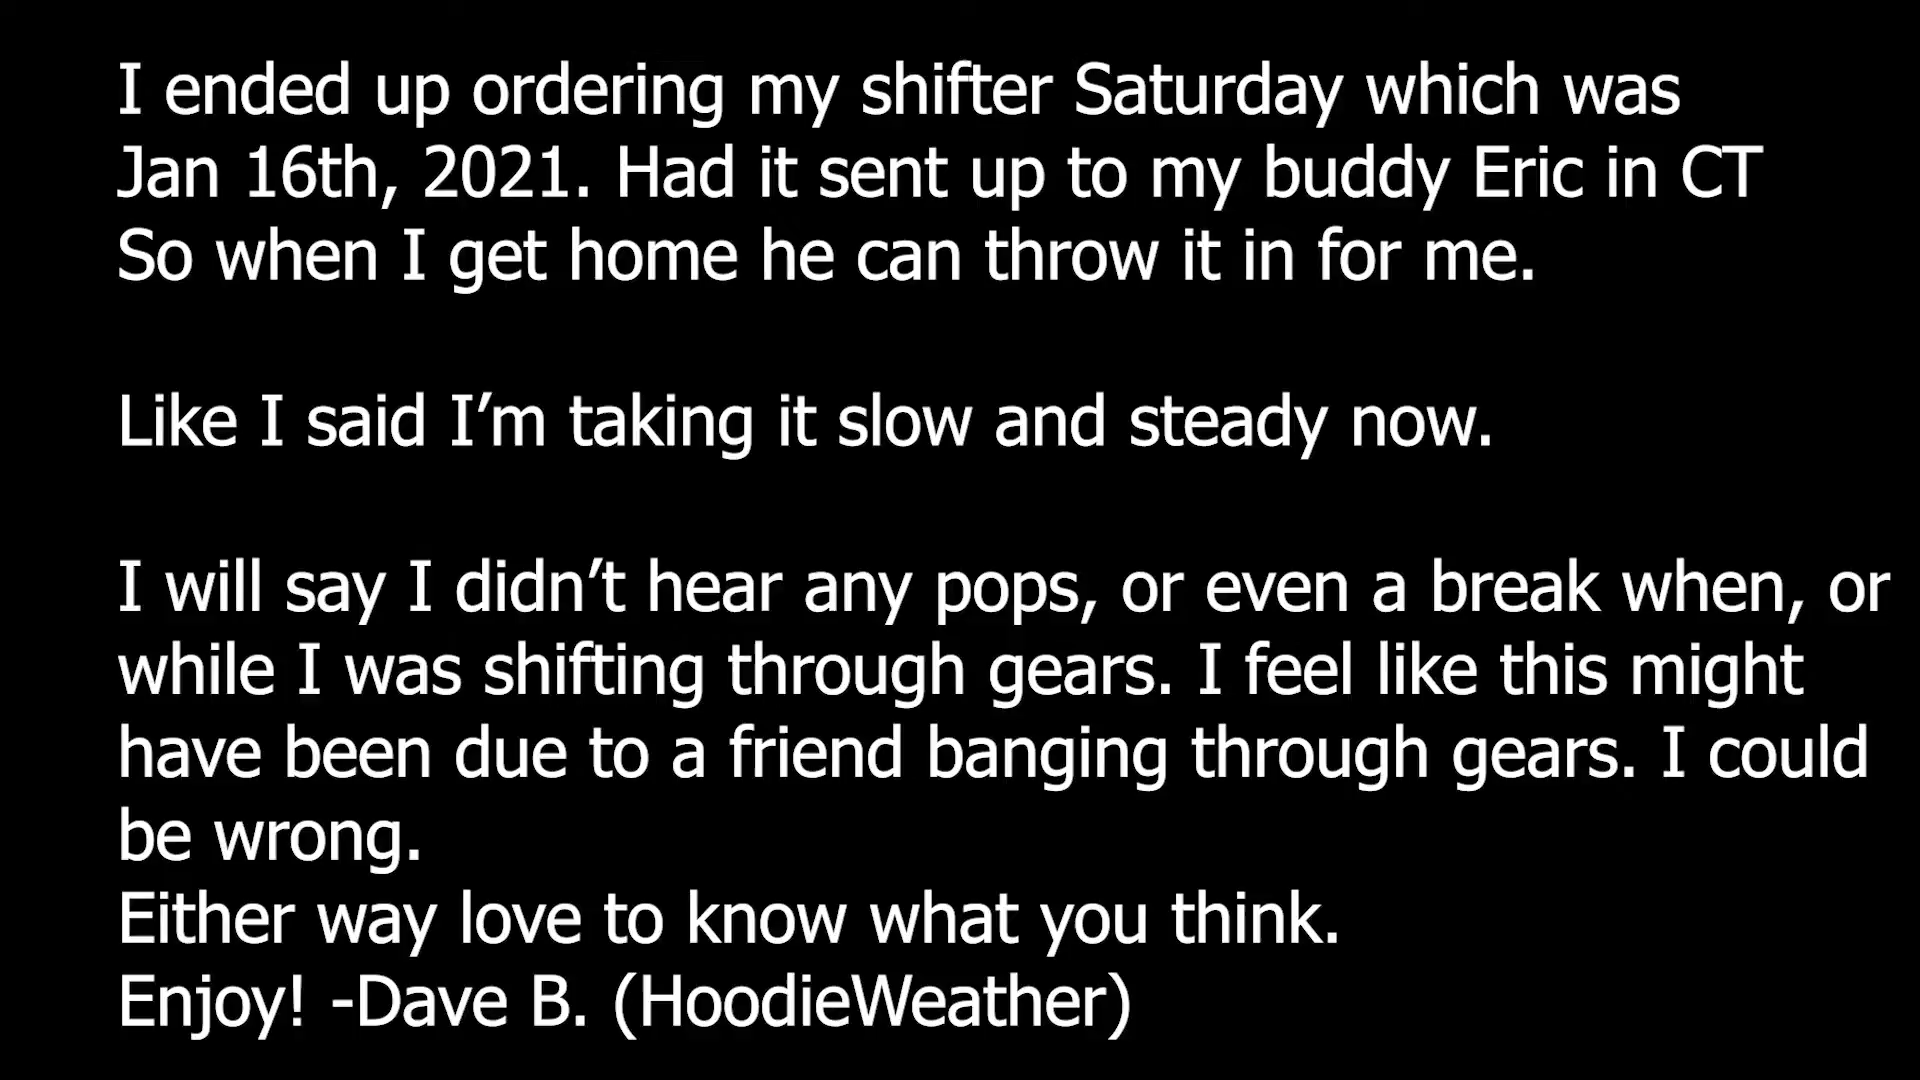 I ended up ordering my shifter Saturday which was
Jan 16th, 2021. Had it sent up to my buddy Eric in CT
So when I get home he can throw it in for me.
Like I said I’m taking it slow and steady now.
I will say I didn’t hear any pops, or even a break when, or
while I was shifting through gears. I feel like this might
have been due to a friend banging through gears. I could
be wrong.
Either way love to know what you think.
Enjoy! -Dave B. (HoodieWeather)